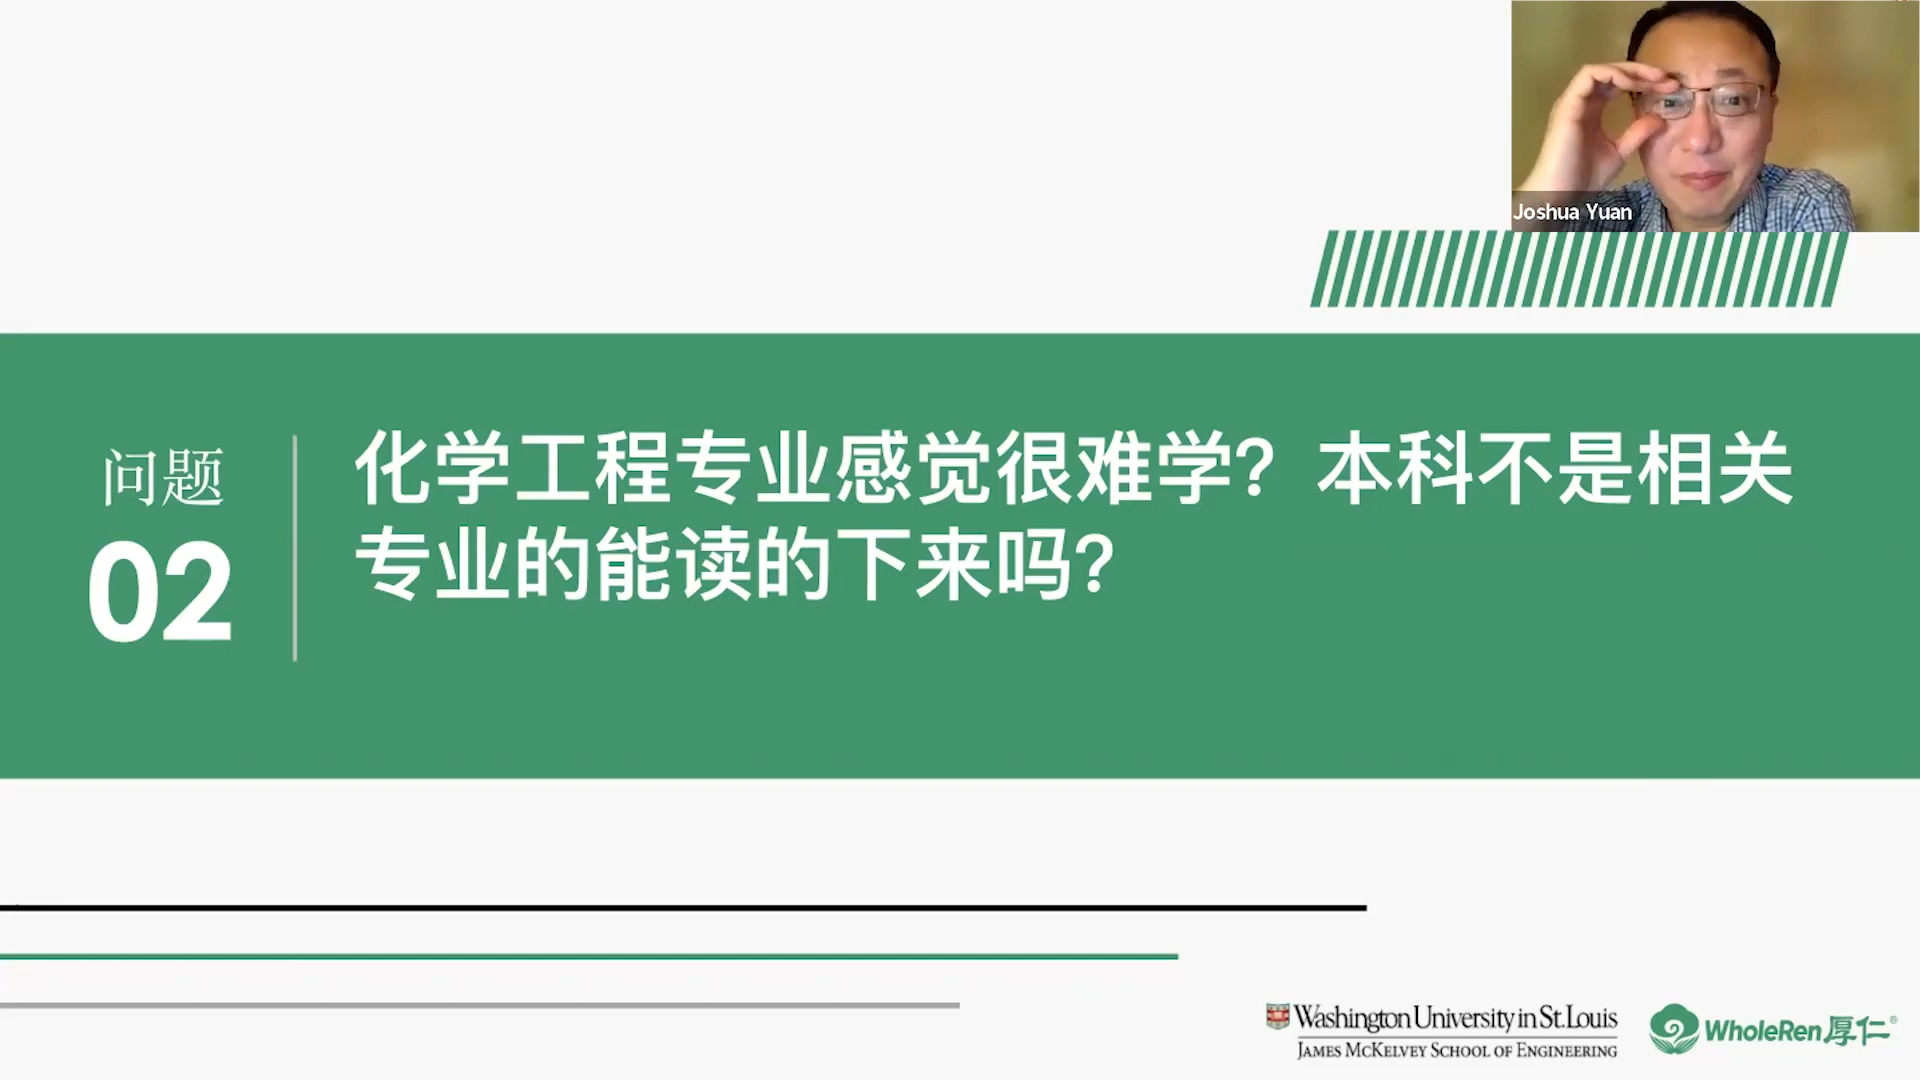 Joshua Yuan
问题
02
化学工程专业感觉很难学？本科不是相关
专业的能读的下来吗？
Washington University in St. Louis
JAMES MCKELVEY SCHOOL OF ENGINEERING
WholeRen厚仁®